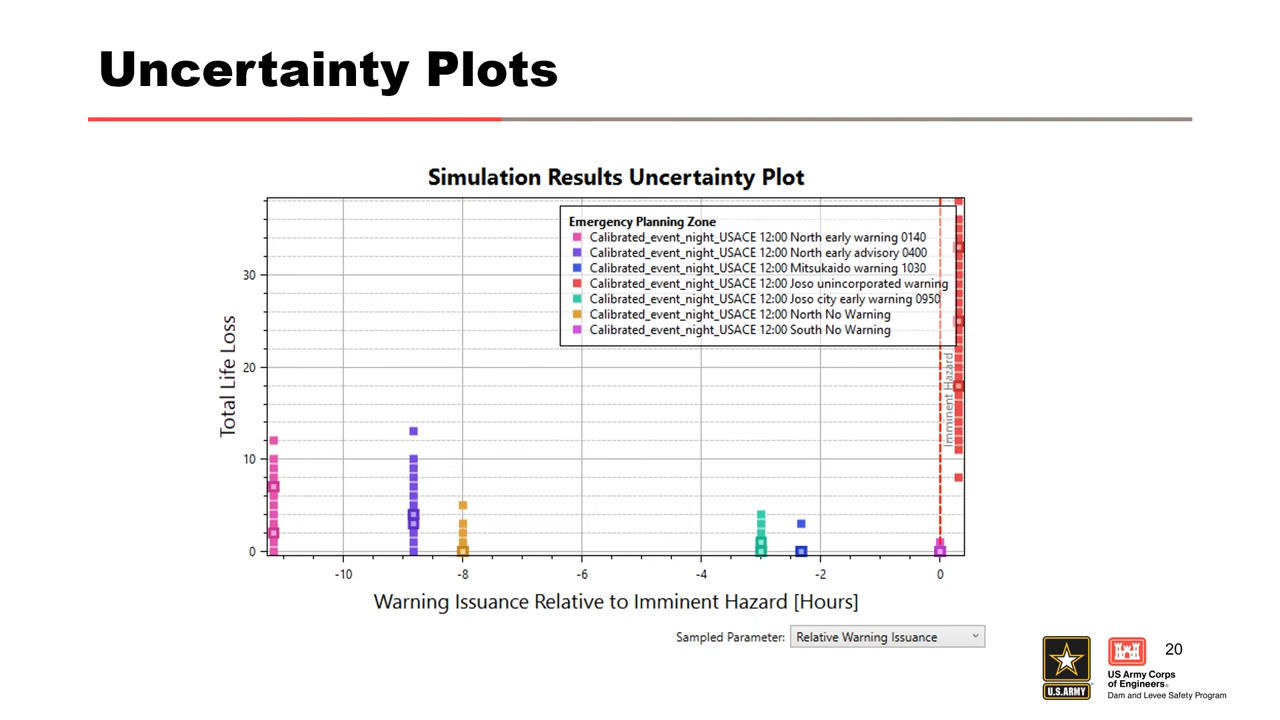 Uncertainty Plots
Simulation Results Uncertainty Plot
Emergency Planning Zone
Calibrated_event_night_USACE 12:00 North early warning 0140
Calibrated_event_night_USACE 12:00 North early advisory 0400
Calibrated_event_night_USACE 12:00 Mitsukaido warning 1030
Calibrated_event_night_USACE 12:00 Joso unincorporated warning
Calibrated_event_night_USACE 12:00 Joso city early warning 0950
Calibrated_event_night_USACE 12:00 North No Warning
Calibrated_event_night_USACE 12:00 South No Warning
Total Life Loss
30
20
10
0
Imminent Hazard
-10 -8 -6 -4 -2 0
Warning Issuance Relative to Imminent Hazard [Hours]
Sampled Parameter: Relative Warning Issuance
U.S.ARMY
US Army Corps
of Engineers®
Dam and Levee Safety Program
20